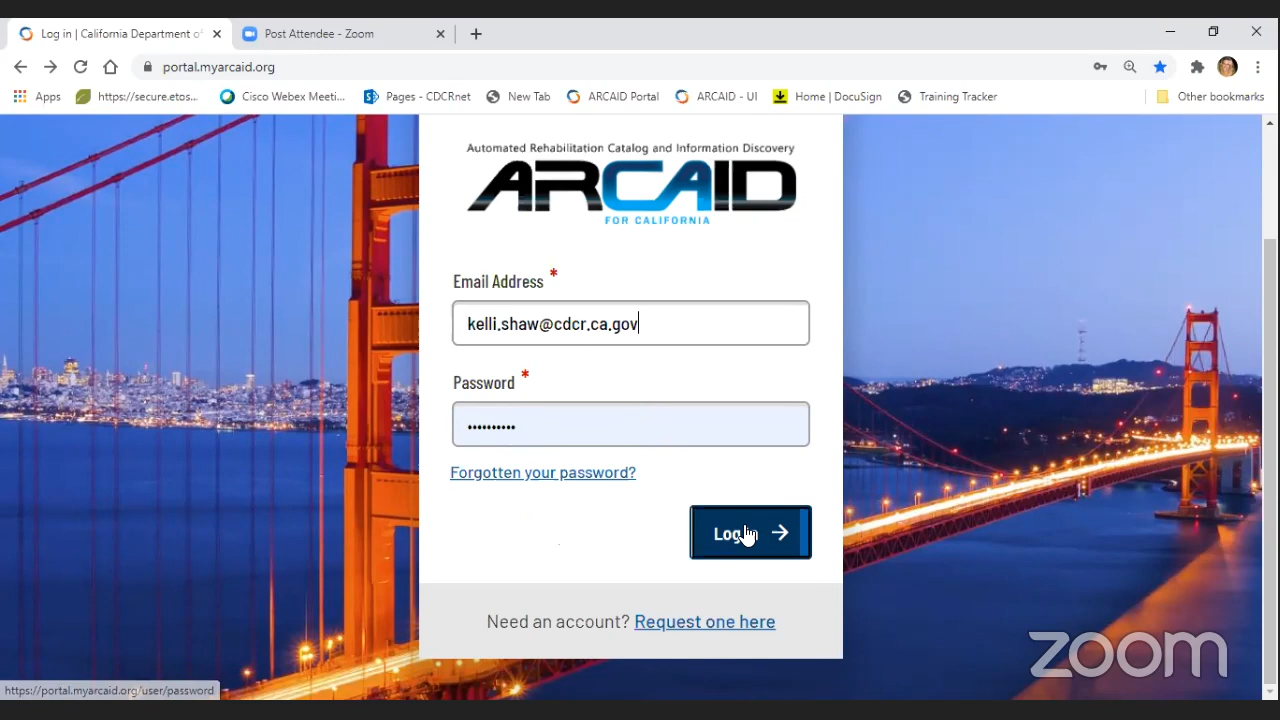 Log in | California Department of
Post Attendee - Zoom
portal.myarcaid.org
Apps
https://secure.etos...
Cisco Webex Meeti...
Pages - CDCRnet
New Tab
ARCAID Portal
ARCAID - UI
Home | DocuSign
Training Tracker
Other bookmarks
Automated Rehabilitation Catalog and Information Discovery
ARCAID
FOR CALIFORNIA
Email Address *
kelli.shaw@cdcr.ca.gov
Password *
••••••••••
Forgotten your password?
Log in
Need an account? Request one here
zoom
https://portal.myarcaid.org/user/password